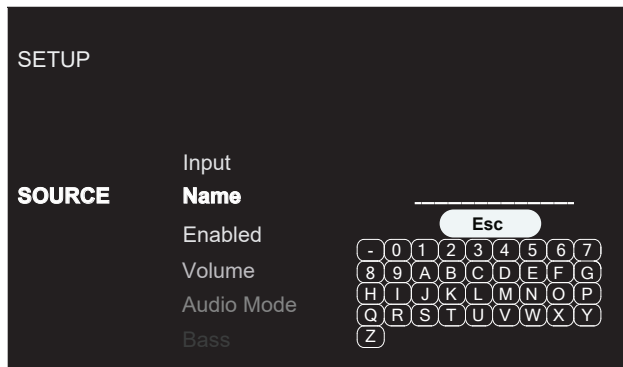 SETUP
Input
SOURCE Name ______________
Esc
Enabled
- 0 1 2 3 4 5 6 7
Volume
8 9 A B C D E F G
Audio Mode
H I J K L M N O P
Q R S T U V W X Y
Bass
Z